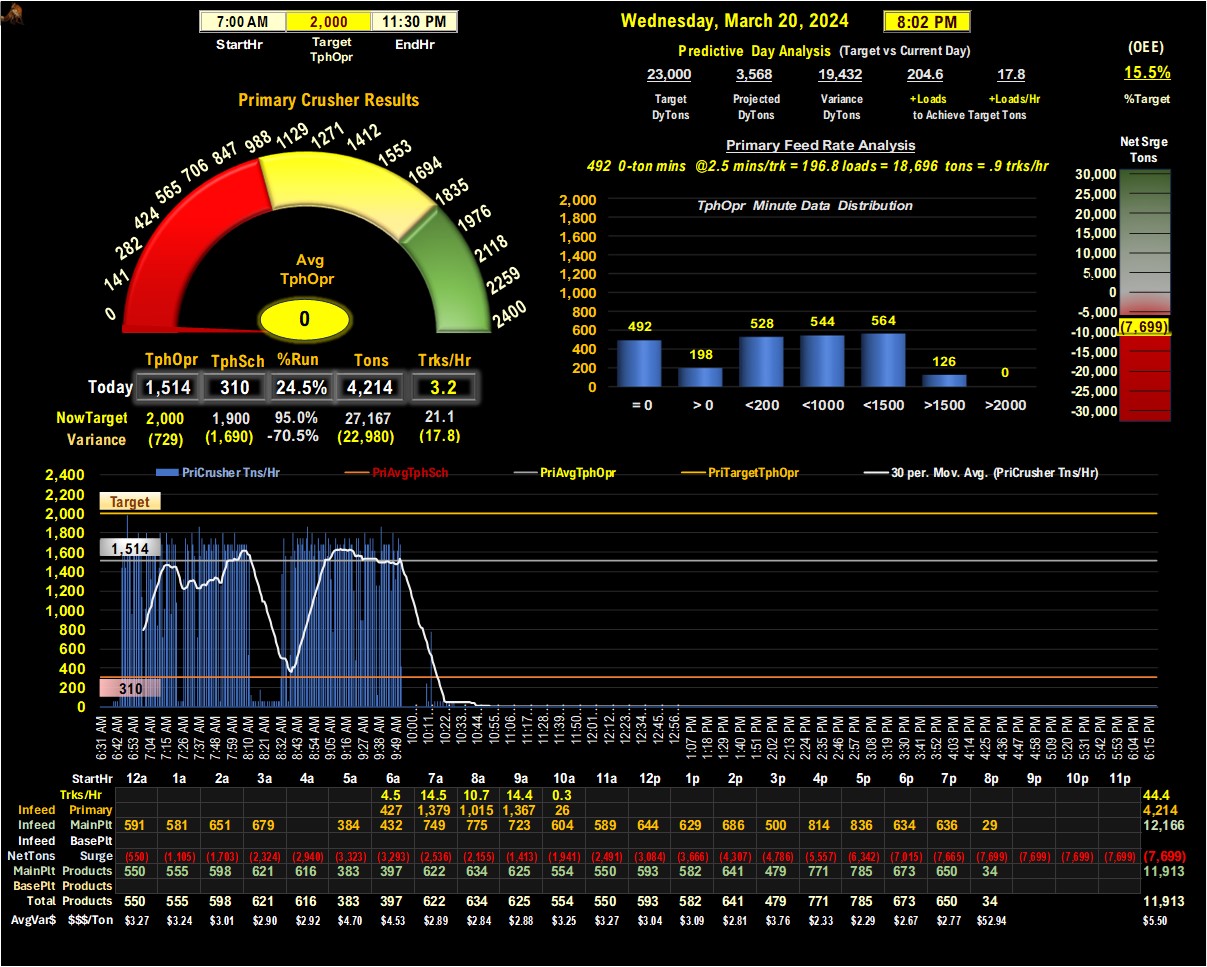 7:00 AM 2,000 11:30 PM
StartHr Target TphOpr EndHr
Wednesday, March 20, 2024 8:02 PM
Predictive Day Analysis (Target vs Current Day)
23,000 3,568 19,432 204.6 17.8
Target DyTons Projected DyTons Variance DyTons +Loads +Loads/Hr
to Achieve Target Tons
(OEE)
15.5%
%Target
Primary Crusher Results
0 141 282 424 565 706 847 988 1129 1271 1412 1553 1694 1835 1976 2118 2259 2400
Avg
TphOpr
0
TphOpr TphSch %Run Tons Trks/Hr
Today 1,514 310 24.5% 4,214 3.2
NowTarget 2,000 1,900 95.0% 27,167 21.1
Variance (729) (1,690) -70.5% (22,980) (17.8)
Primary Feed Rate Analysis
492 0-ton mins @2.5 mins/trk = 196.8 loads = 18,696 tons = .9 trks/hr
TphOpr Minute Data Distribution
2,000
1,800
1,600
1,400
1,200
1,000
800
600
400
200
0
492 198 528 544 564 126 0
= 0 > 0 <200 <1000 <1500 >1500 >2000
Net Srge
Tons
30,000
25,000
20,000
15,000
10,000
5,000
0
-5,000
-10,000 (7,699)
-15,000
-20,000
-25,000
-30,000
PriCrusher Tns/Hr PriAvgTphSch PriAvgTphOpr PriTargetTphOpr 30 per. Mov. Avg. (PriCrusher Tns/Hr)
2,400
2,200
2,000
1,800
1,600
1,400
1,200
1,000
800
600
400
200
0
Target
1,514
310
6:31 AM 6:42 AM 6:53 AM 7:04 AM 7:15 AM 7:26 AM 7:37 AM 7:48 AM 7:59 AM 8:10 AM 8:21 AM 8:32 AM 8:43 AM 8:54 AM 9:05 AM 9:16 AM 9:27 AM 9:36 AM 9:49 AM 10:00… 10:11… 10:22… 10:33… 10:44… 10:55… 11:06… 11:17… 11:28… 11:39… 11:50… 12:01… 12:12… 12:23… 12:34… 12:45… 12:56… 1:07 PM 1:18 PM 1:29 PM 1:40 PM 1:51 PM 2:02 PM 2:13 PM 2:24 PM 2:35 PM 2:46 PM 2:57 PM 3:08 PM 3:19 PM 3:30 PM 3:41 PM 3:52 PM 4:03 PM 4:14 PM 4:25 PM 4:36 PM 4:47 PM 4:58 PM 5:09 PM 5:20 PM 5:31 PM 5:42 PM 5:53 PM 6:04 PM 6:15 PM
StartHr 12a 1a 2a 3a 4a 5a 6a 7a 8a 9a 10a 11a 12p 1p 2p 3p 4p 5p 6p 7p 8p 9p 10p 11p
Trks/Hr 4.5 14.5 10.7 14.4 0.3 44.4
Infeed Primary 427 1,379 1,015 1,367 26 4,214
Infeed MainPlt 591 581 651 679 384 432 749 775 723 604 589 644 629 686 500 814 836 634 636 29 12,166
Infeed BasePlt
NetTons Surge (550) (1,105) (1,703) (2,324) (2,940) (3,323) (3,293) (2,536) (2,155) (1,413) (1,941) (2,491) (3,084) (3,666) (4,307) (4,786) (5,557) (6,342) (7,015) (7,665) (7,699) (7,699) (7,699) (7,699) (7,699)
MainPlt Products 550 555 598 621 616 383 397 622 634 625 554 550 593 582 641 479 771 785 673 650 34 11,913
BasePlt Products
Total Products 550 555 598 621 616 383 397 622 634 625 554 550 593 582 641 479 771 785 673 650 34 11,913
AvgVar$ $$$/Ton $3.27 $3.24 $3.01 $2.90 $2.92 $4.70 $4.53 $2.89 $2.84 $2.88 $3.25 $3.27 $3.04 $3.09 $2.81 $3.76 $2.33 $2.29 $2.67 $2.77 $52.94 $5.50